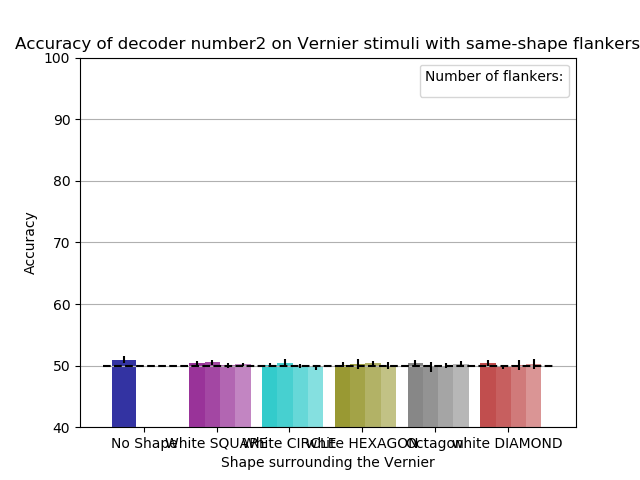 Accuracy of decoder number2 on Vernier stimuli with same-shape flankers
Number of flankers:
100
90
80
70
60
50
40
Accuracy
No Shape White SQUARE White CIRCLE white HEXAGON Octagon white DIAMOND
Shape surrounding the Vernier